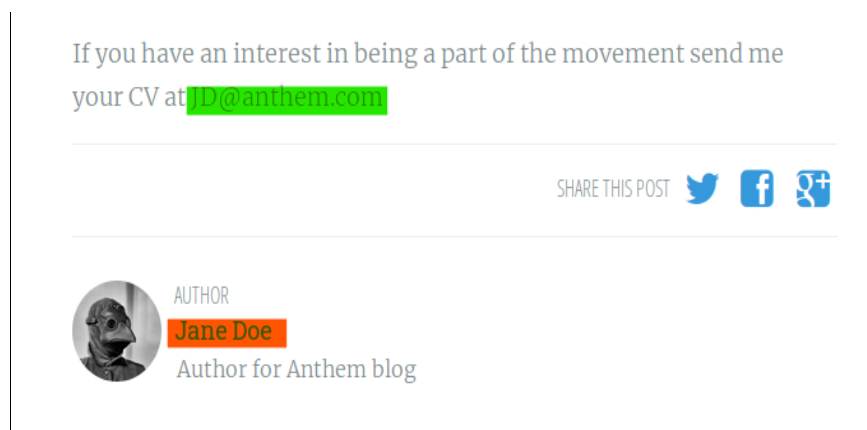 If you have an interest in being a part of the movement send me
your CV at JD@anthem.com
SHARE THIS POST
AUTHOR
Jane Doe
Author for Anthem blog